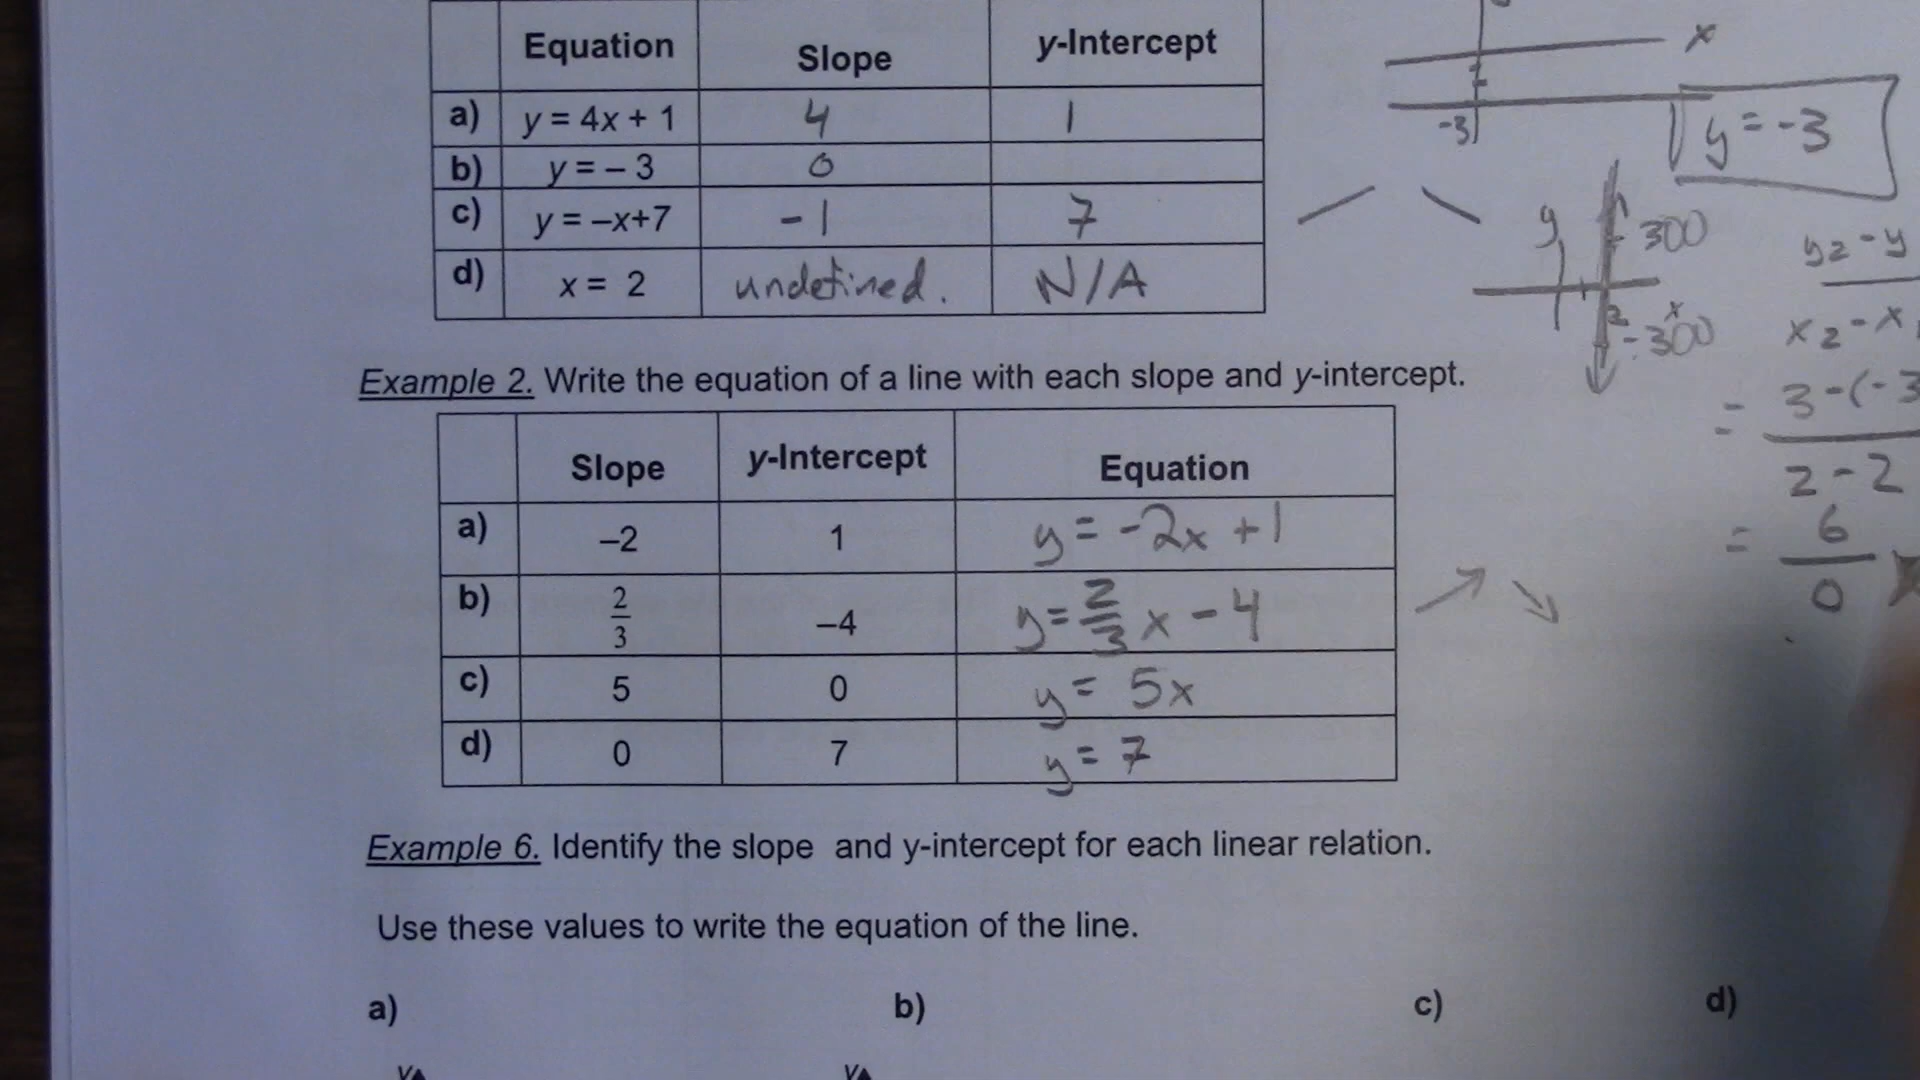 Equation Slope y-Intercept
a) y = 4x + 1 4 1
b) y = – 3 0
c) y = –x+7 -1 7
d) x = 2 undefined. N/A
x
-3
y = -3
y
300
2 x
-300
y2 - y
x2 - x
= 3-(-3
2-2
= 6
0
Example 2. Write the equation of a line with each slope and y-intercept.
Slope y-Intercept Equation
a) –2 1 y = -2x + 1
b) 2/3 –4 y = 2/3 x - 4
c) 5 0 y = 5x
d) 0 7 y = 7
Example 6. Identify the slope and y-intercept for each linear relation.
Use these values to write the equation of the line.
a) b) c) d)
y y